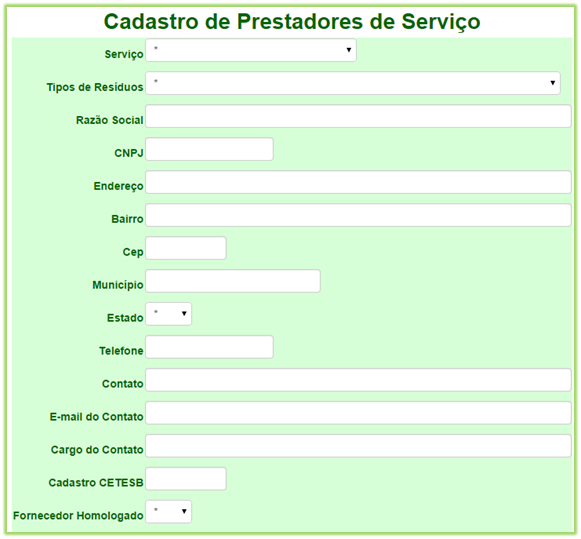 Cadastro de Prestadores de Serviço
Serviço *
Tipos de Resíduos *
Razão Social
CNPJ
Endereço
Bairro
Cep
Município
Estado *
Telefone
Contato
E-mail do Contato
Cargo do Contato
Cadastro CETESB
Fornecedor Homologado *